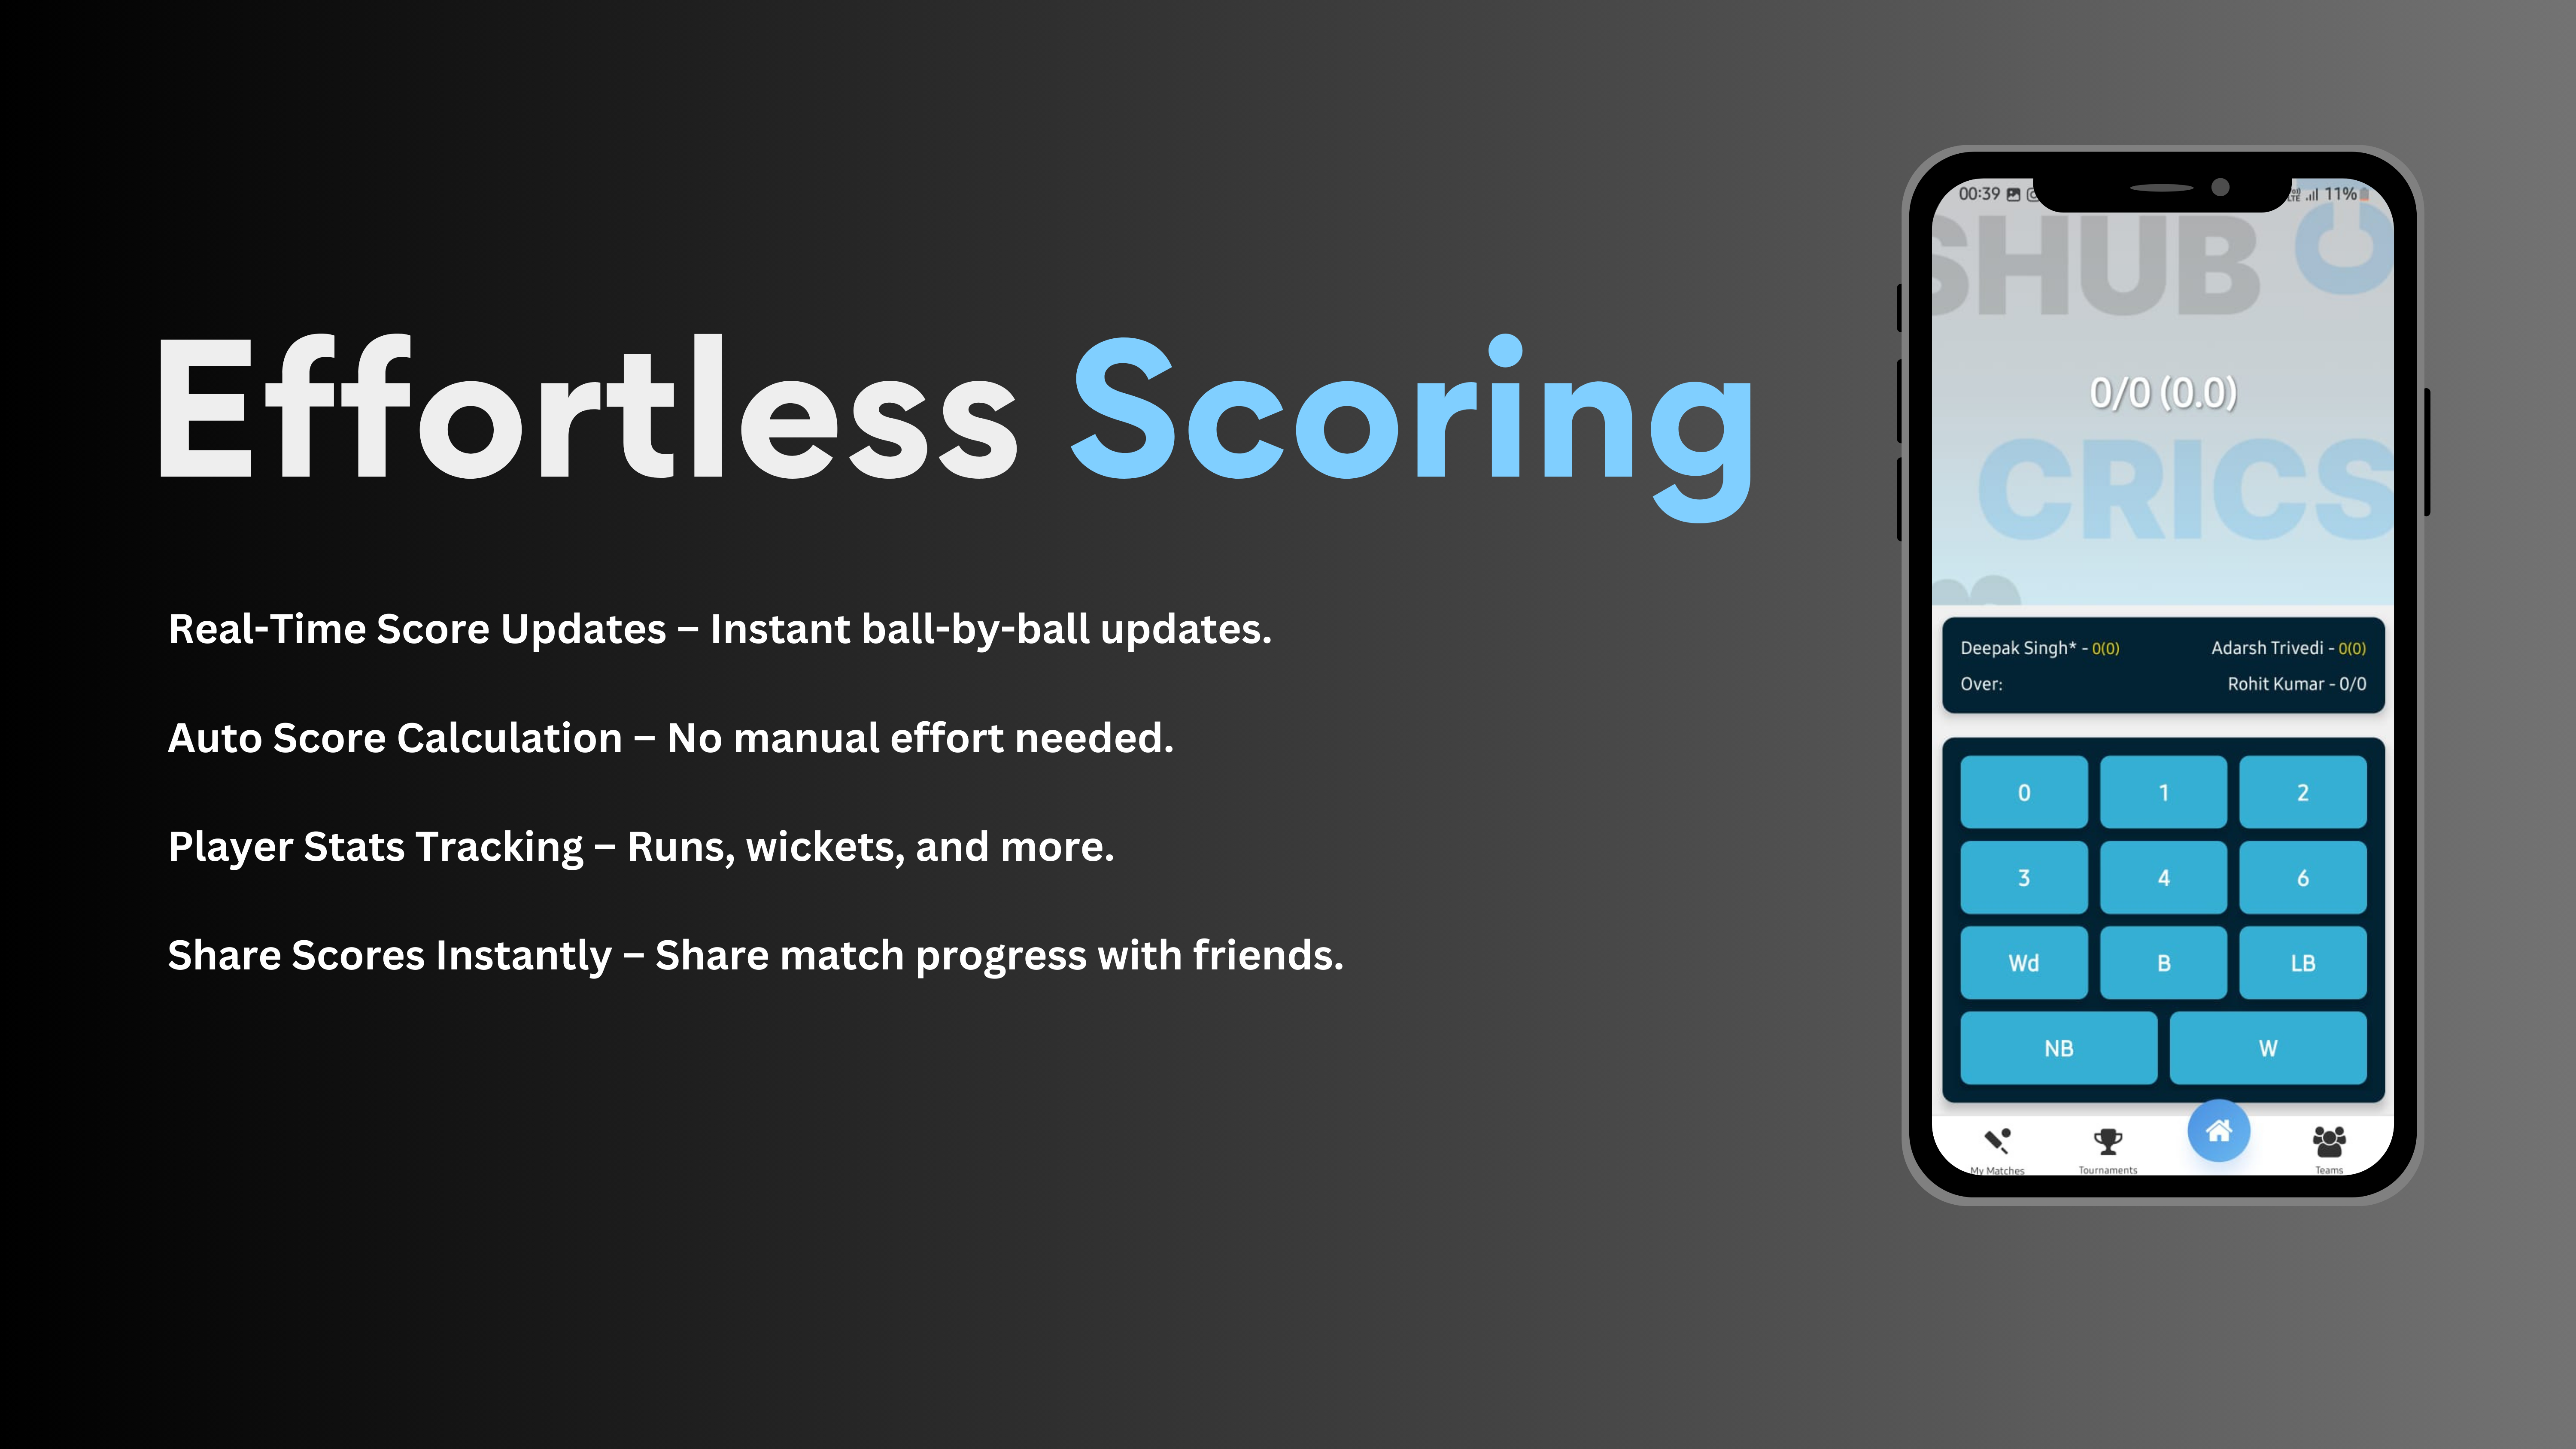 Effortless Scoring
Real-Time Score Updates – Instant ball-by-ball updates.
Auto Score Calculation – No manual effort needed.
Player Stats Tracking – Runs, wickets, and more.
Share Scores Instantly – Share match progress with friends.
00:39 11%
SHUB C
0/0 (0.0)
CRICS
Deepak Singh* - 0(0) Adarsh Trivedi - 0(0)
Over: Rohit Kumar - 0/0
0 1 2
3 4 6
Wd B LB
NB W
My Matches Tournaments Teams